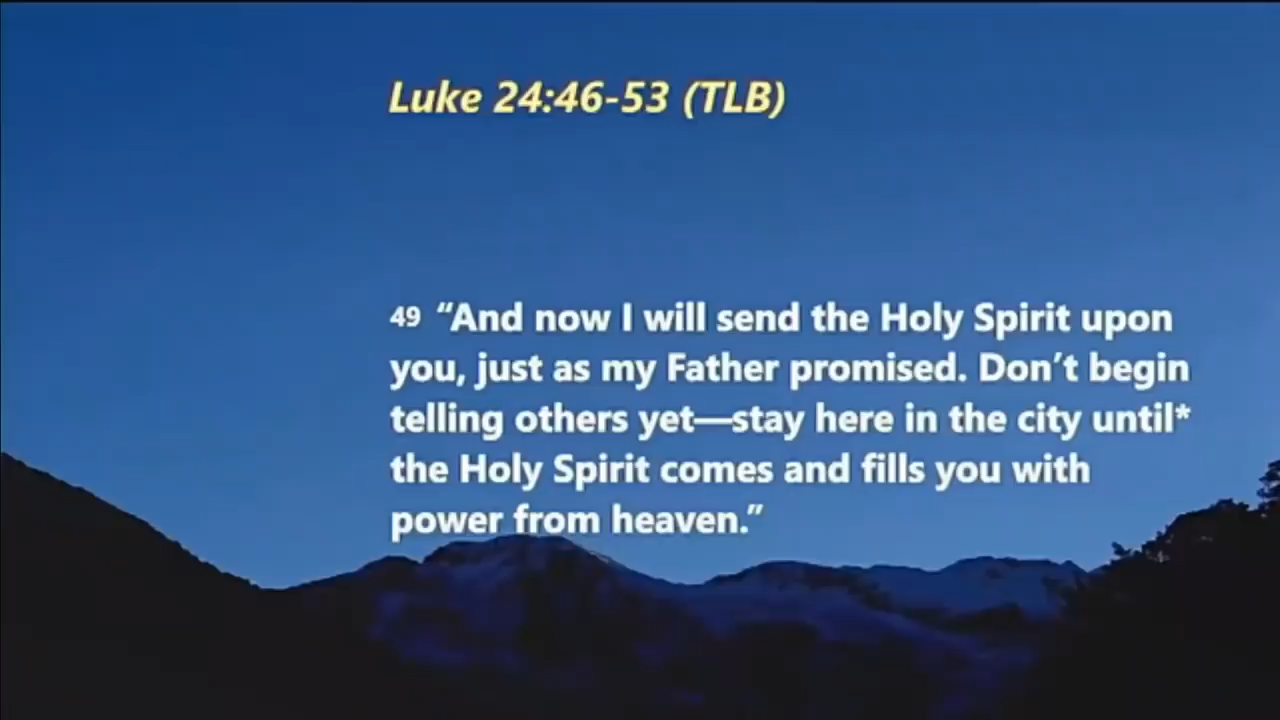 Luke 24:46-53 (TLB)
49 “And now I will send the Holy Spirit upon
you, just as my Father promised. Don’t begin
telling others yet—stay here in the city until*
the Holy Spirit comes and fills you with
power from heaven.”